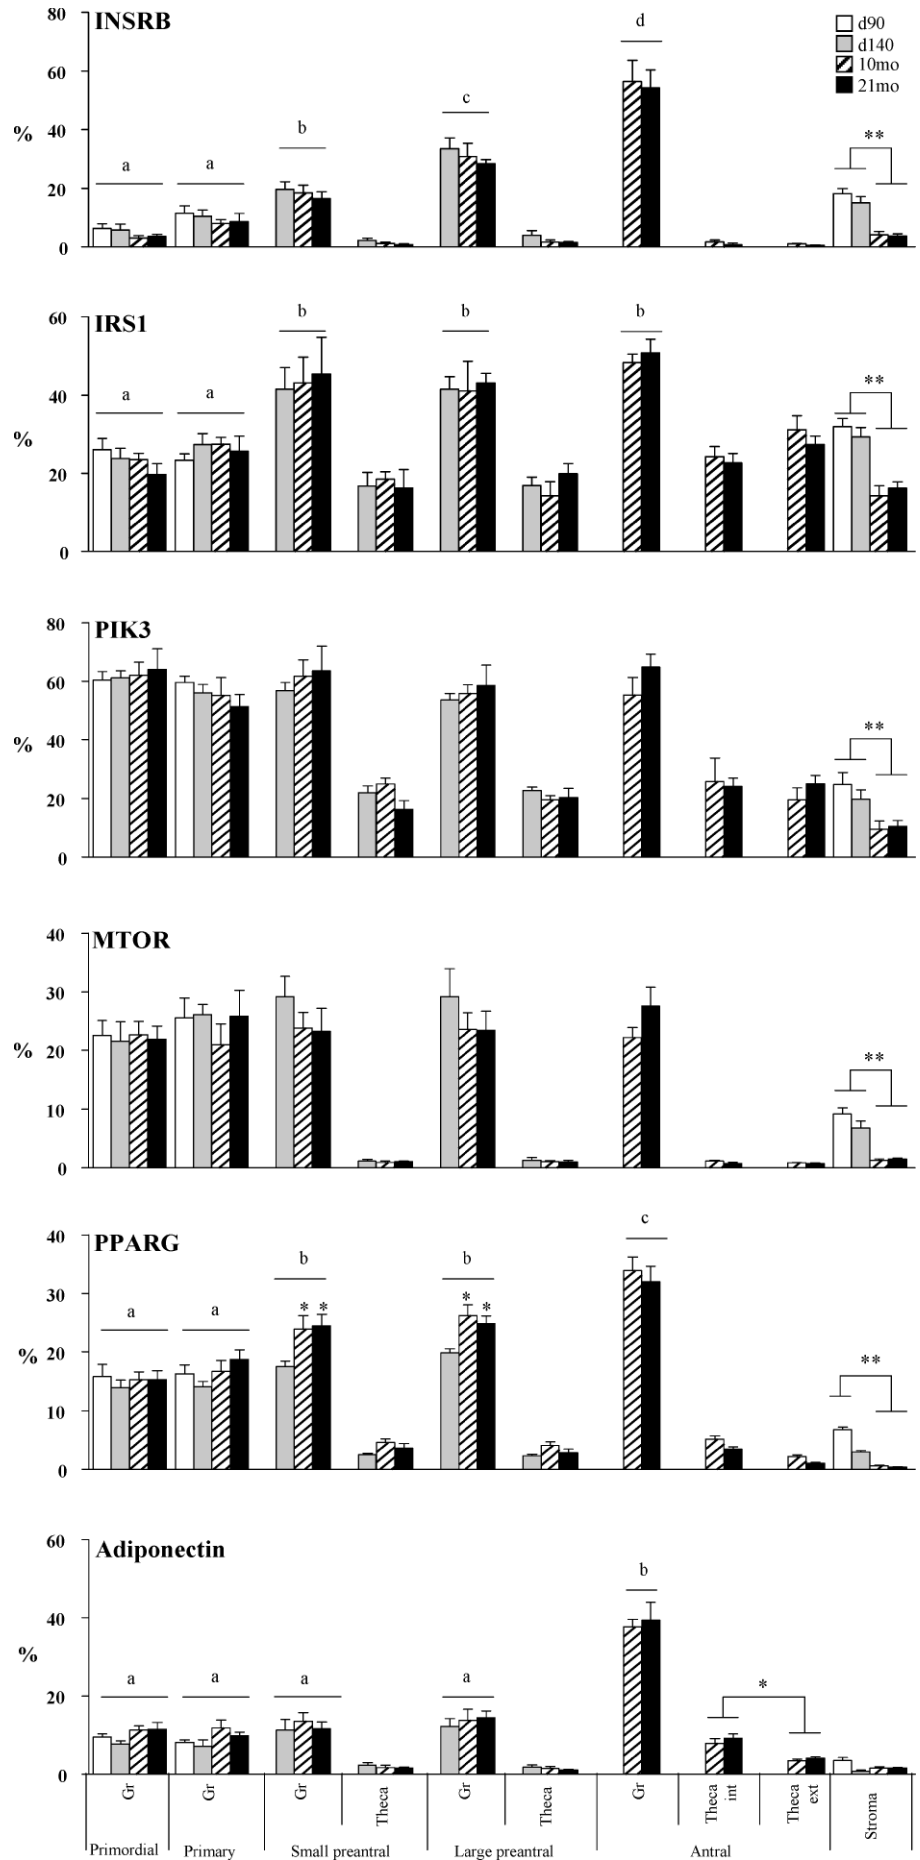 INSRB
80
60
40
20
0
%
a
a
b
c
d
**
d90
d140
10mo
21mo
IRS1
60
40
20
0
%
a
a
b
b
b
**
PIK3
80
60
40
20
0
%
**
MTOR
40
30
20
10
0
%
**
PPARG
40
30
20
10
0
%
a
a
b
* *
b
* *
c
**
Adiponectin
60
40
20
0
%
a
a
a
a
b
*
Gr
Gr
Gr
Theca
Gr
Theca
Gr
Theca int
Theca ext
Stroma
Primordial
Primary
Small preantral
Large preantral
Antral